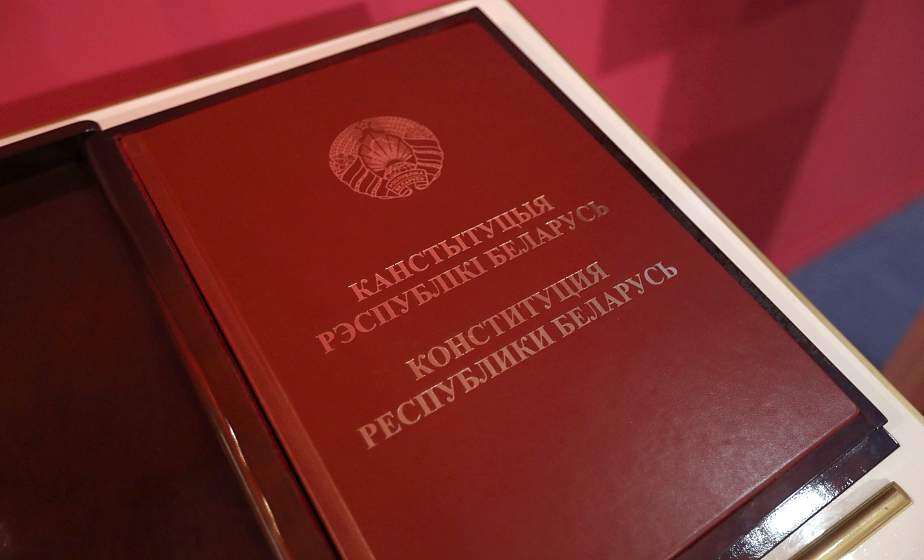 КАНСТЫТУЦЫЯ
РЭСПУБЛІКІ БЕЛАРУСЬ
КОНСТИТУЦИЯ
РЕСПУБЛИКИ БЕЛАРУСЬ